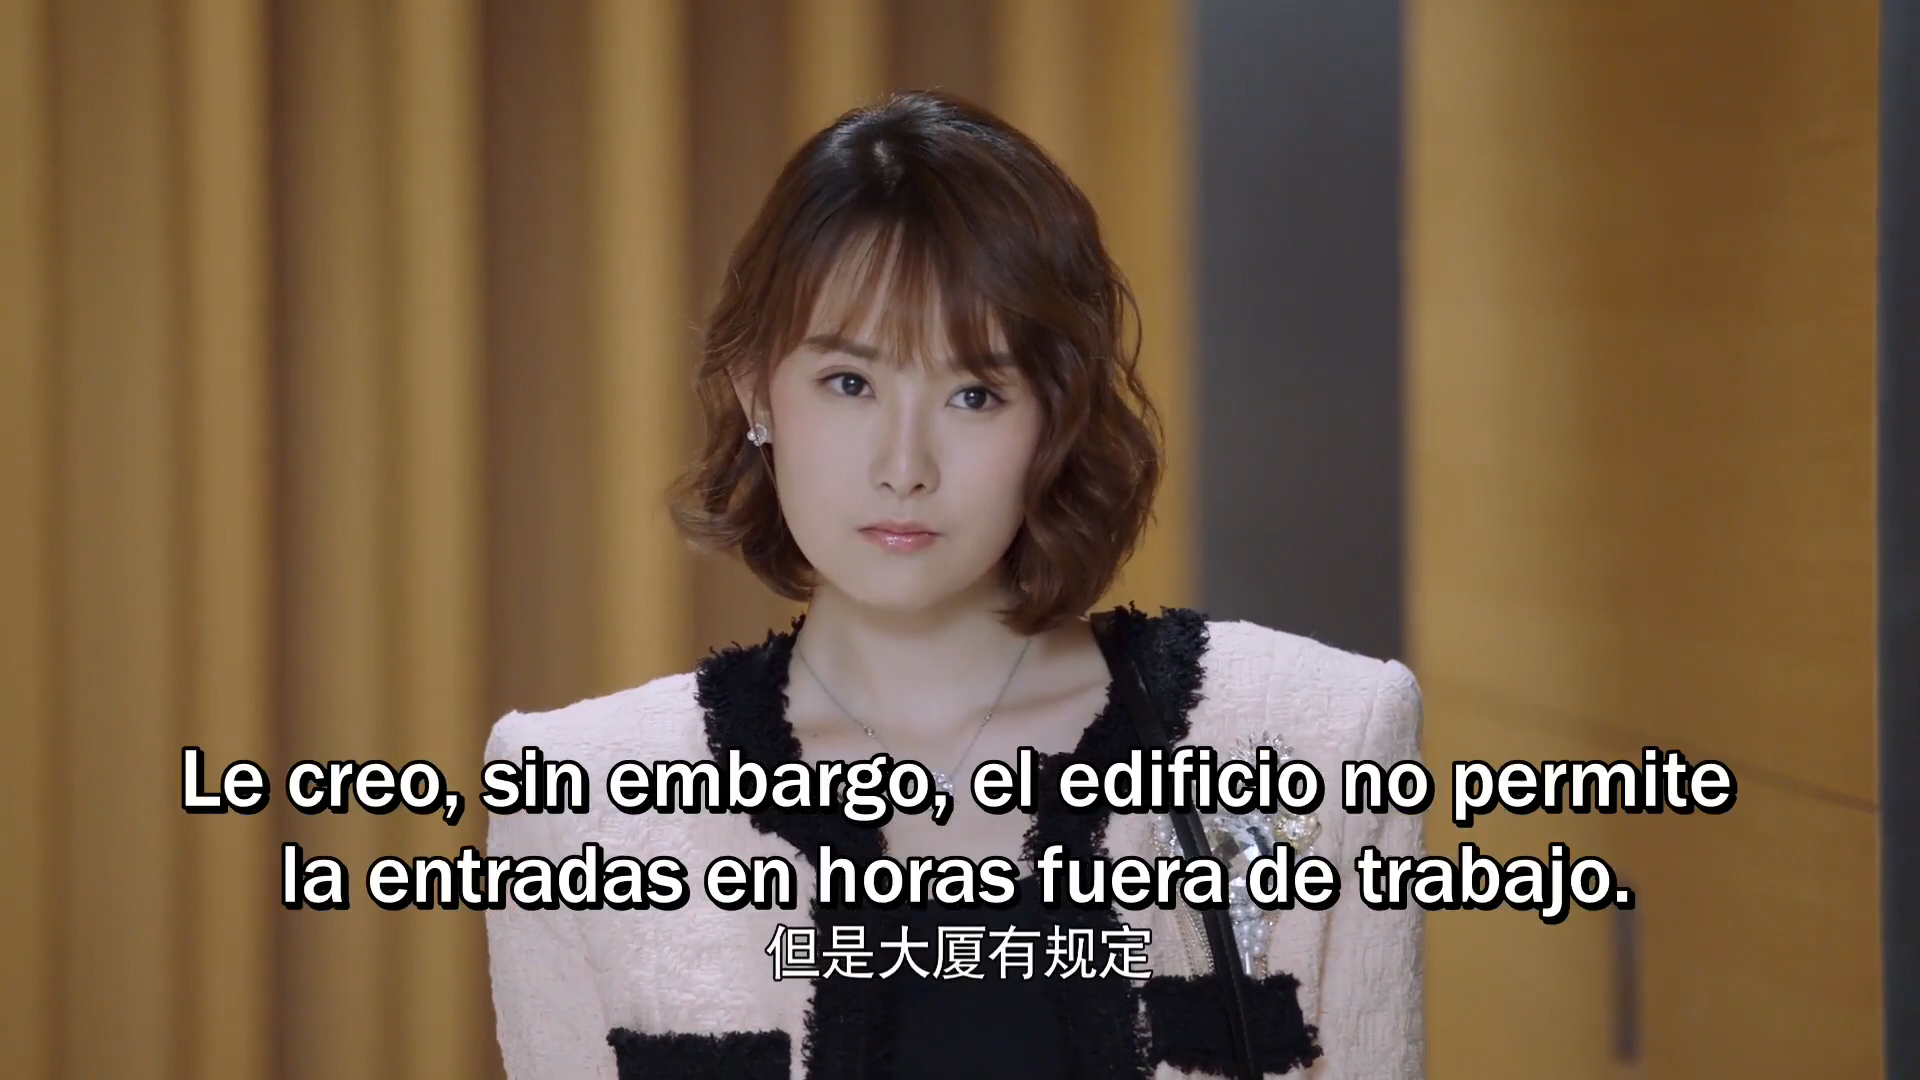 Le creo, sin embargo, el edificio no permite
la entradas en horas fuera de trabajo.
但是大厦有规定